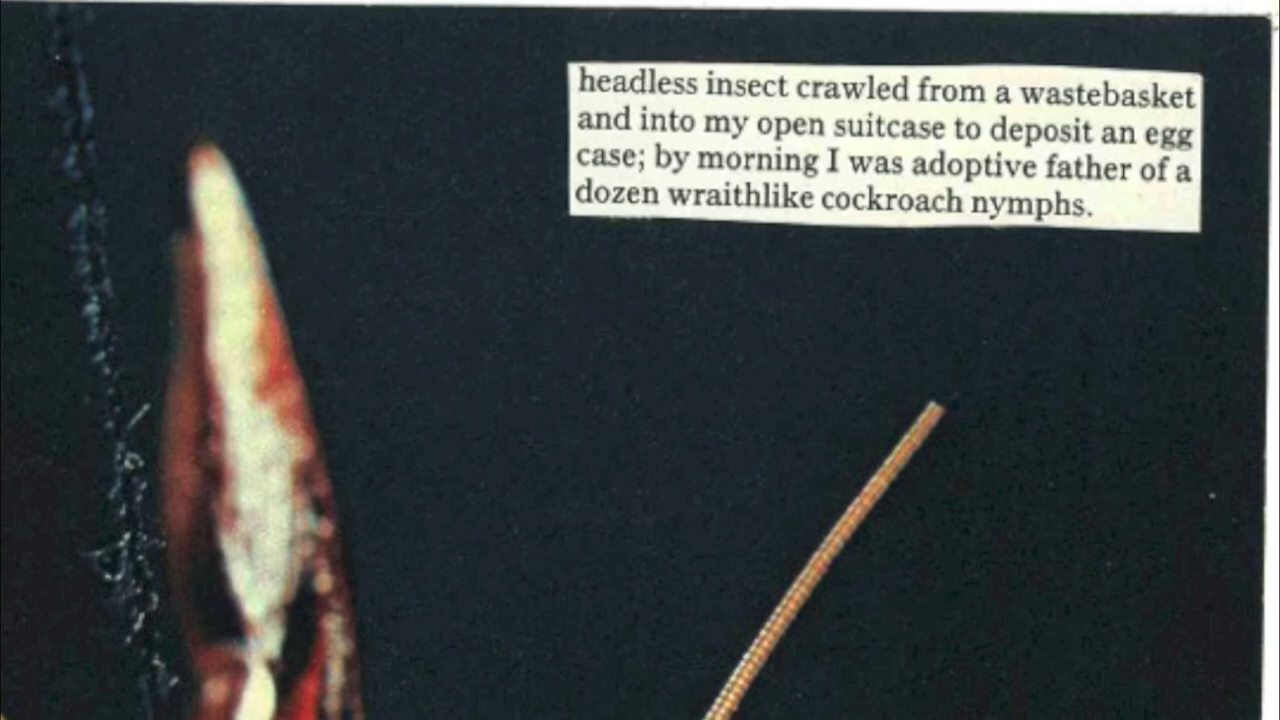 headless insect crawled from a wastebasket
and into my open suitcase to deposit an egg
case; by morning I was adoptive father of a
dozen wraithlike cockroach nymphs.